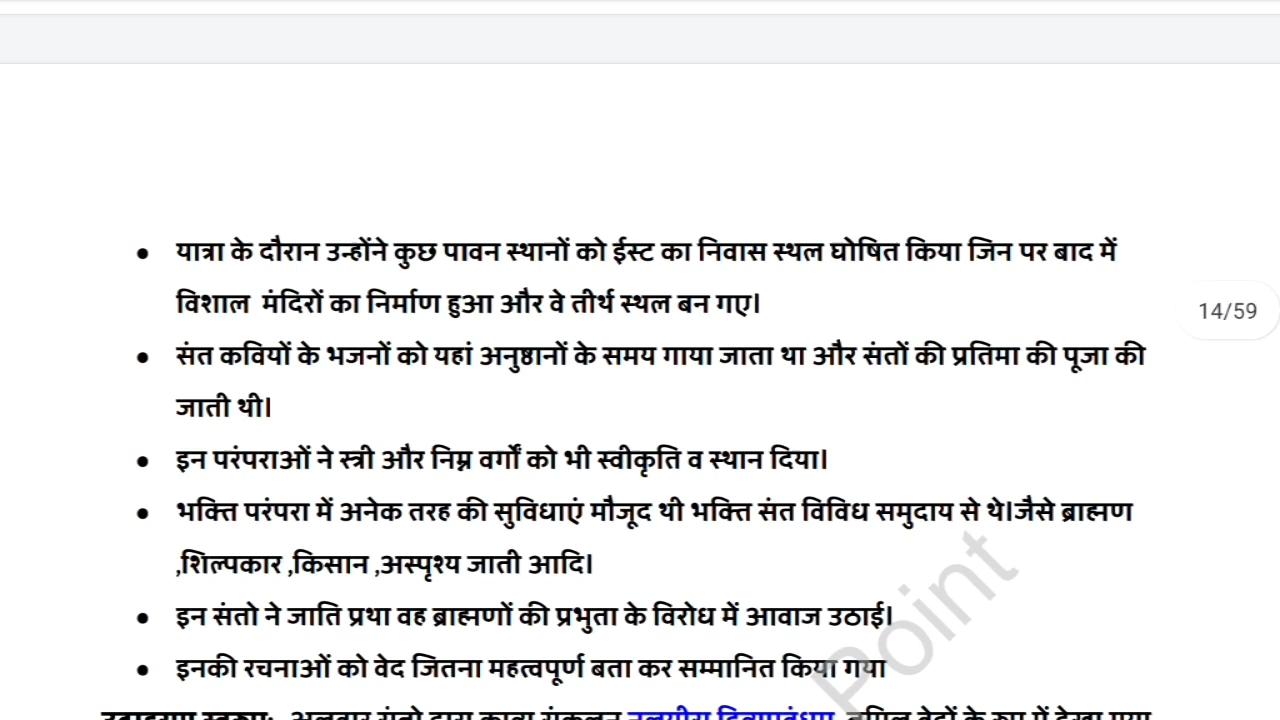 14/59
• यात्रा के दौरान उन्होंने कुछ पावन स्थानों को ईस्ट का निवास स्थल घोषित किया जिन पर बाद में
विशाल मंदिरों का निर्माण हुआ और वे तीर्थ स्थल बन गए।
• संत कवियों के भजनों को यहां अनुष्ठानों के समय गाया जाता था और संतों की प्रतिमा की पूजा की
जाती थी।
• इन परंपराओं ने स्त्री और निम्न वर्गों को भी स्वीकृति व स्थान दिया।
• भक्ति परंपरा में अनेक तरह की सुविधाएं मौजूद थी भक्ति संत विविध समुदाय से थे।जैसे ब्राह्मण
,शिल्पकार ,किसान ,अस्पृश्य जाती आदि।
• इन संतो ने जाति प्रथा वह ब्राह्मणों की प्रभुता के विरोध में आवाज उठाई।
• इनकी रचनाओं को वेद जितना महत्वपूर्ण बता कर सम्मानित किया गया
Point